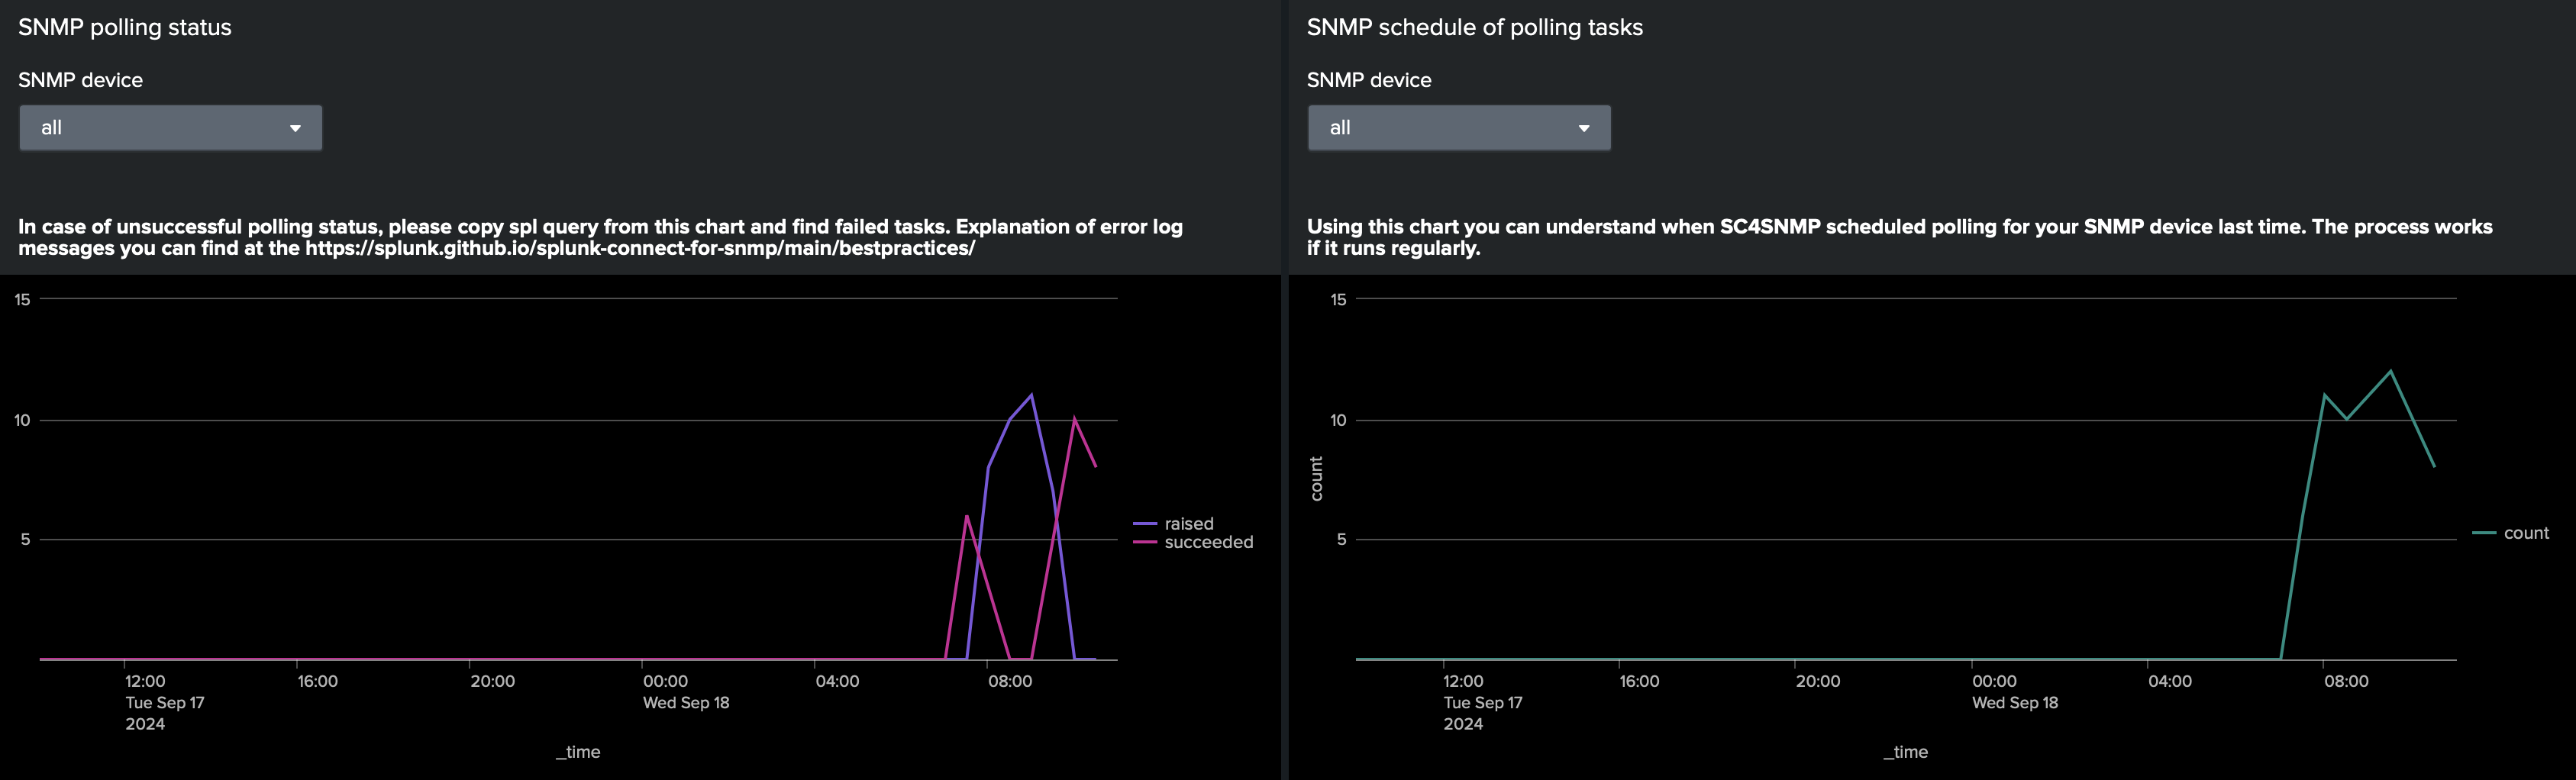 SNMP polling status
SNMP device
all
In case of unsuccessful polling status, please copy spl query from this chart and find failed tasks. Explanation of error log
messages you can find at the https://splunk.github.io/splunk-connect-for-snmp/main/bestpractices/
15
10
5
raised
succeeded
12:00
Tue Sep 17
2024
16:00
20:00
00:00
Wed Sep 18
04:00
08:00
_time
SNMP schedule of polling tasks
SNMP device
all
Using this chart you can understand when SC4SNMP scheduled polling for your SNMP device last time. The process works
if it runs regularly.
15
10
5
count
count
12:00
Tue Sep 17
2024
16:00
20:00
00:00
Wed Sep 18
04:00
08:00
_time